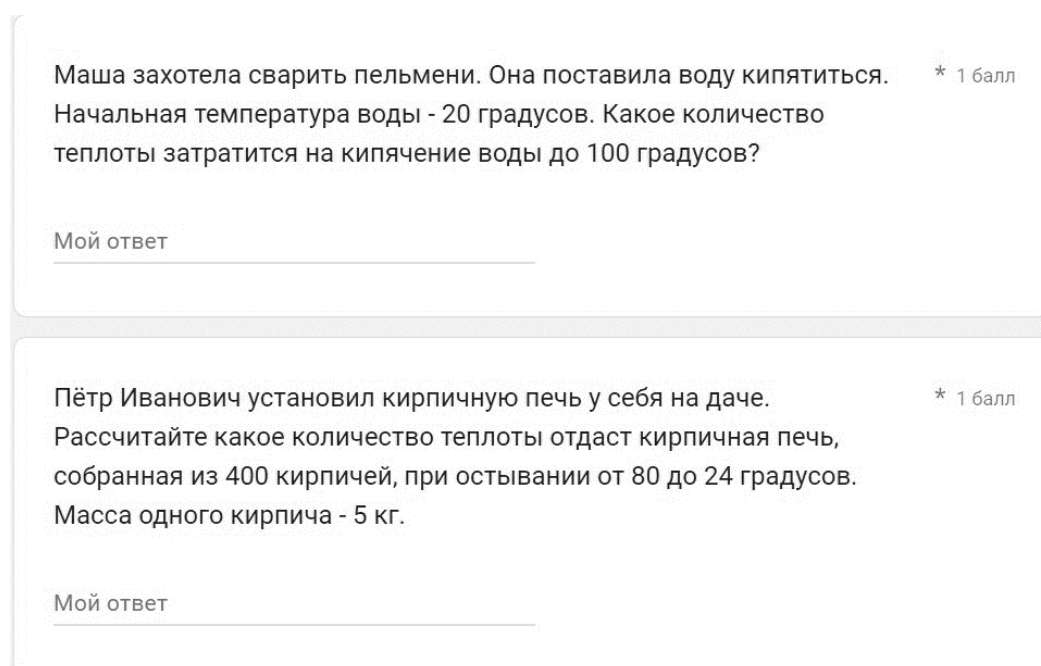 Маша захотела сварить пельмени. Она поставила воду кипятиться.
* 1 балл
Начальная температура воды - 20 градусов. Какое количество
теплоты затратится на кипячение воды до 100 градусов?
Мой ответ
Пётр Иванович установил кирпичную печь у себя на даче.
* 1 балл
Рассчитайте какое количество теплоты отдаст кирпичная печь,
собранная из 400 кирпичей, при остывании от 80 до 24 градусов.
Масса одного кирпича - 5 кг.
Мой ответ